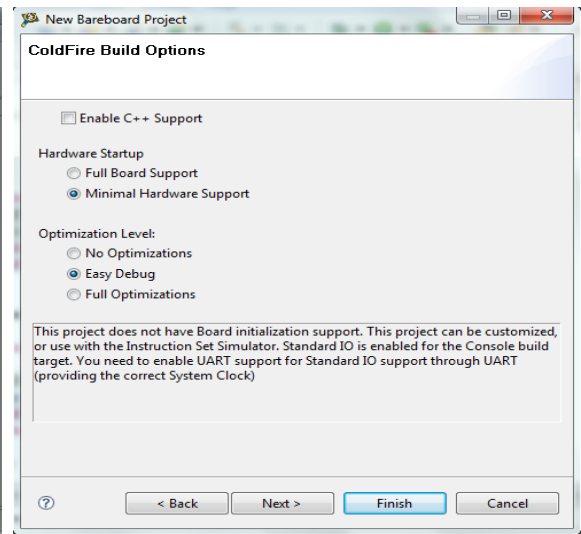 New Bareboard Project
ColdFire Build Options
Enable C++ Support
Hardware Startup
Full Board Support
Minimal Hardware Support
Optimization Level:
No Optimizations
Easy Debug
Full Optimizations
This project does not have Board initialization support. This project can be customized,
or use with the Instruction Set Simulator. Standard IO is enabled for the Console build
target. You need to enable UART support for Standard IO support through UART
(providing the correct System Clock)
? < Back Next > Finish Cancel